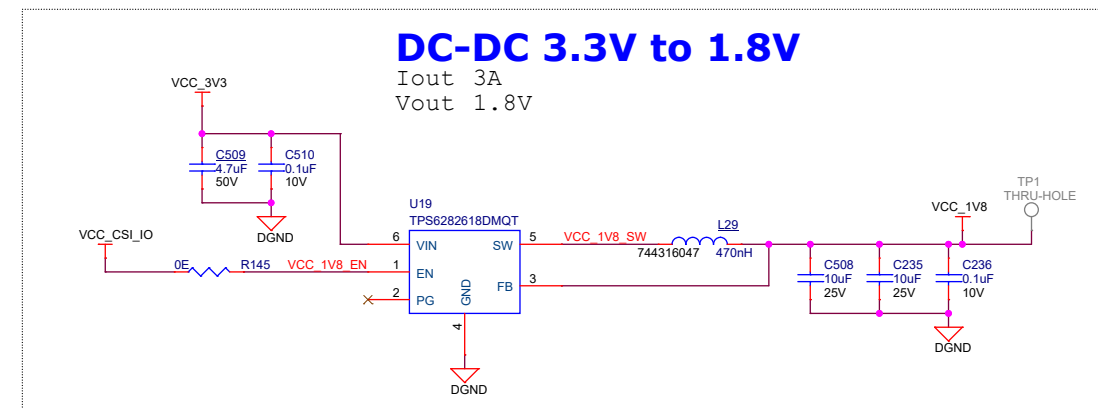 DC-DC 3.3V to 1.8V
Iout 3A
Vout 1.8V
VCC_3V3
C509
4.7uF
50V
C510
0.1uF
10V
DGND
VCC_CSI_IO
0E
R145
VCC_1V8_EN
U19
TPS6282618DMQT
6
VIN
1
EN
2
PG
GND
4
DGND
SW
5
FB
3
VCC_1V8_SW
744316047
L29
470nH
C508
10uF
25V
C235
10uF
25V
VCC_1V8
C236
0.1uF
10V
DGND
TP1
THRU-HOLE